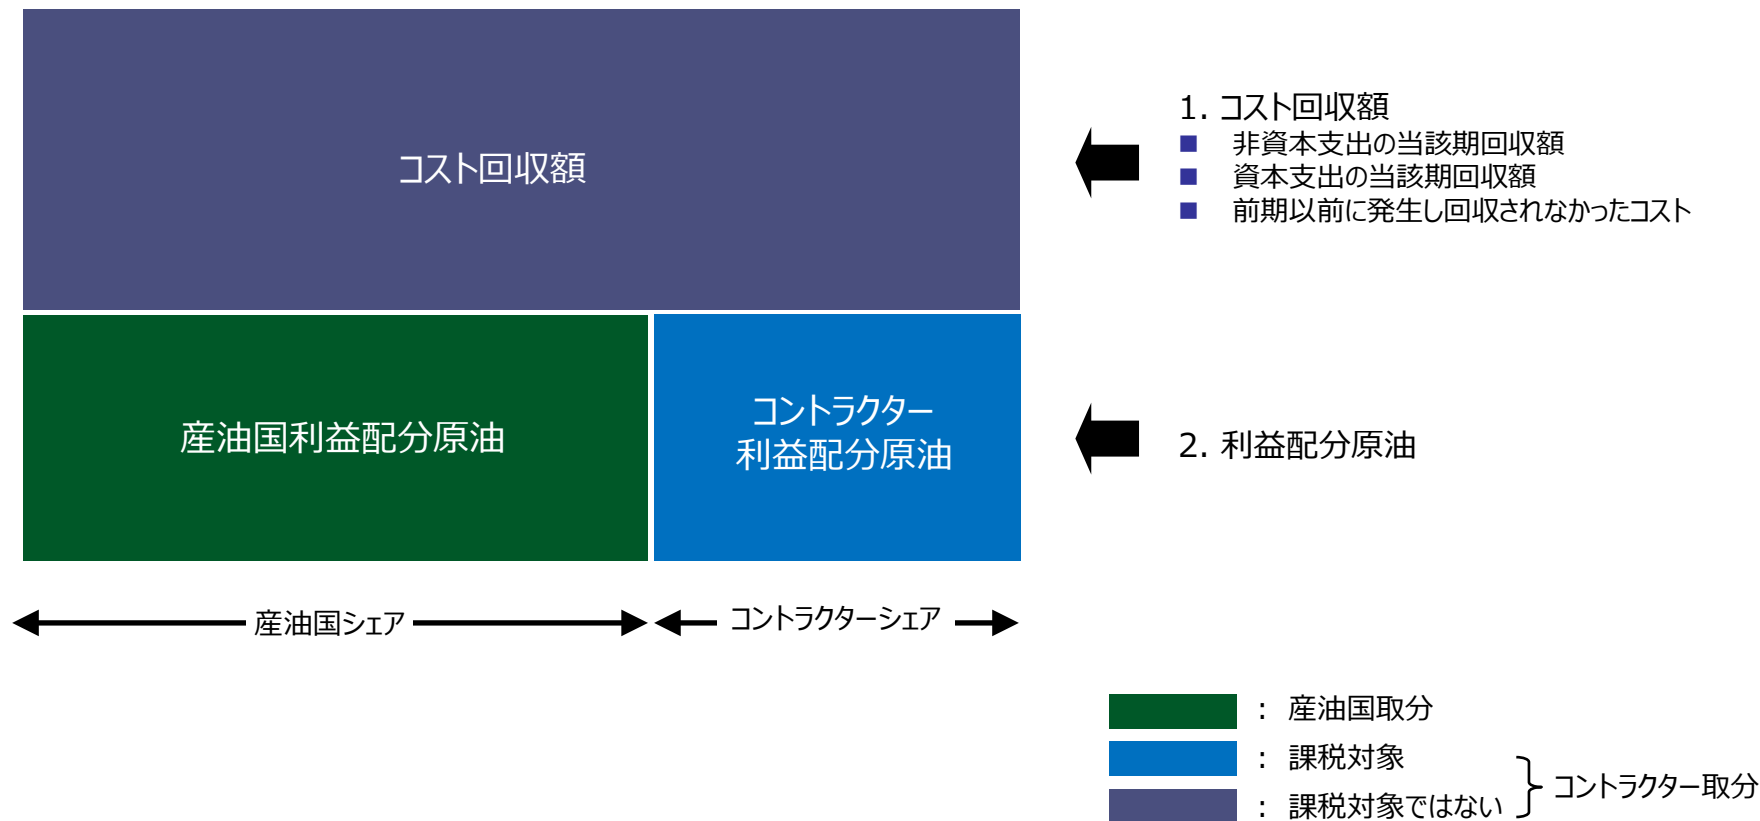 コスト回収額
1. コスト回収額
■ 非資本支出の当該期回収額
■ 資本支出の当該期回収額
■ 前期以前に発生し回収されなかったコスト
産油国利益配分原油
コントラクター
利益配分原油
2. 利益配分原油
産油国シェア
コントラクターシェア
： 産油国取分
： 課税対象
： 課税対象ではない
コントラクター取分